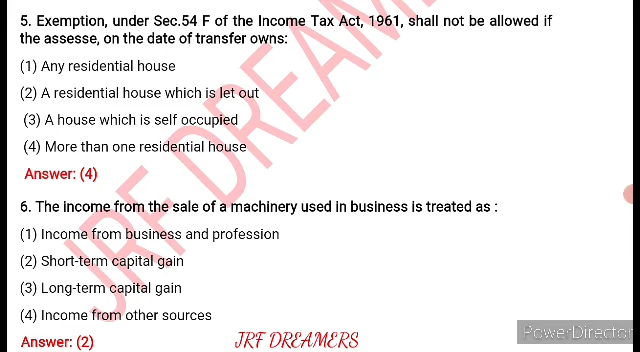 5. Exemption, under Sec.54 F of the Income Tax Act, 1961, shall not be allowed if
the assesse, on the date of transfer owns:
(1) Any residential house
(2) A residential house which is let out
(3) A house which is self occupied
(4) More than one residential house
Answer: (4)
6. The income from the sale of a machinery used in business is treated as :
(1) Income from business and profession
(2) Short-term capital gain
(3) Long-term capital gain
(4) Income from other sources
Answer: (2)
JRF DREAMERS
PowerDirector
JRF DREAM